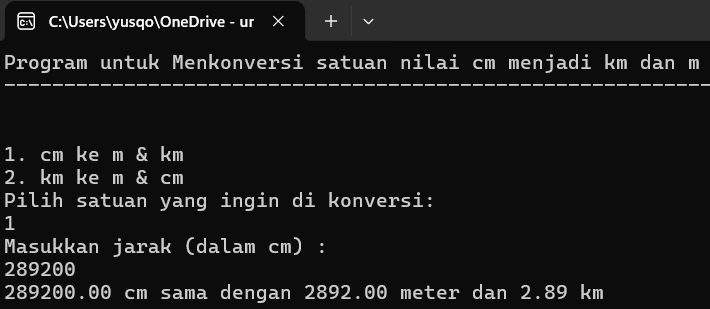 C:\Users\yusqo\OneDrive - ur
Program untuk Menkonversi satuan nilai cm menjadi km dan m
----------------------------------------------------------
1. cm ke m & km
2. km ke m & cm
Pilih satuan yang ingin di konversi:
1
Masukkan jarak (dalam cm) :
289200
289200.00 cm sama dengan 2892.00 meter dan 2.89 km